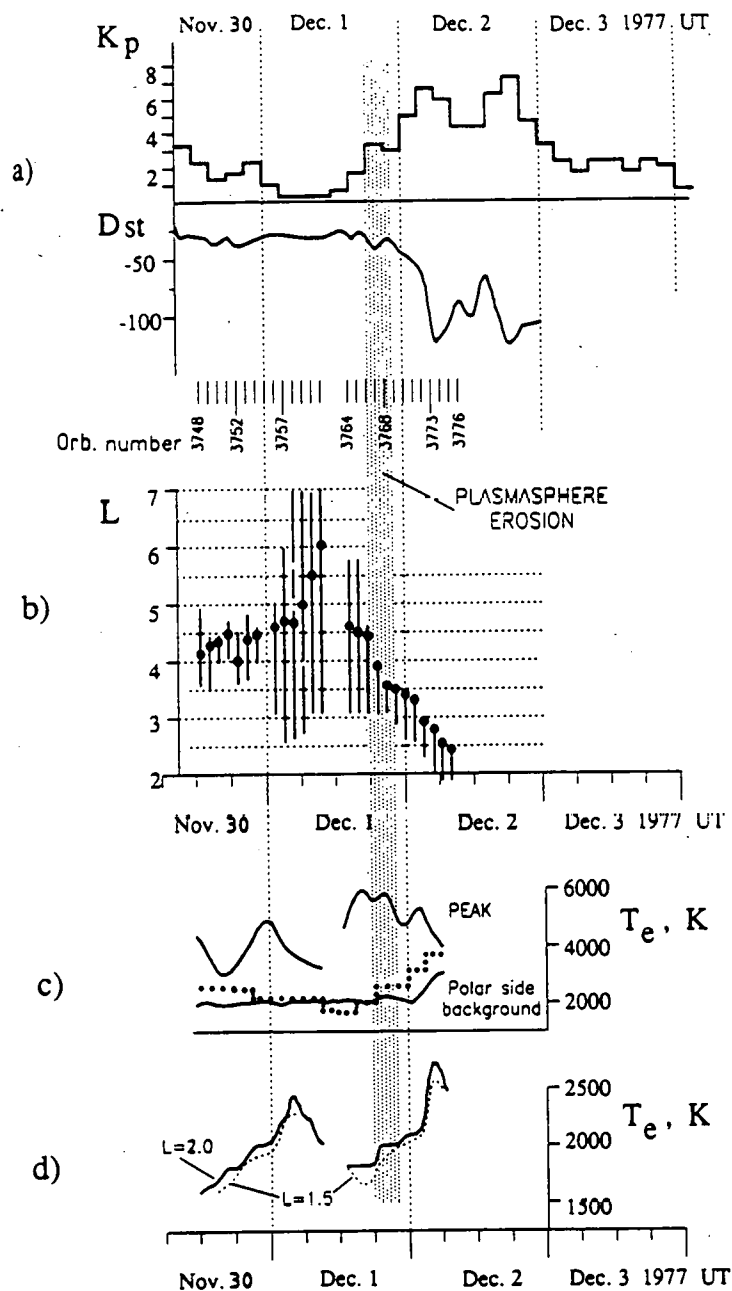 Nov. 30 Dec. 1 Dec. 2 Dec. 3 1977 UT
Kp
8
6
4
2
a)
Dst
-50
-100
3748 3752 3757 3764 3768 3773 3776
Orb. number
PLASMASPHERE
EROSION
L
7
6
5
4
3
2
b)
Nov. 30 Dec. 1 Dec. 2 Dec. 3 1977 UT
6000
PEAK
Te, K
4000
c)
Polar side
background
2000
2500
Te, K
L=2.0
2000
d)
L=1.5
1500
Nov. 30 Dec. 1 Dec. 2 Dec. 3 1977 UT